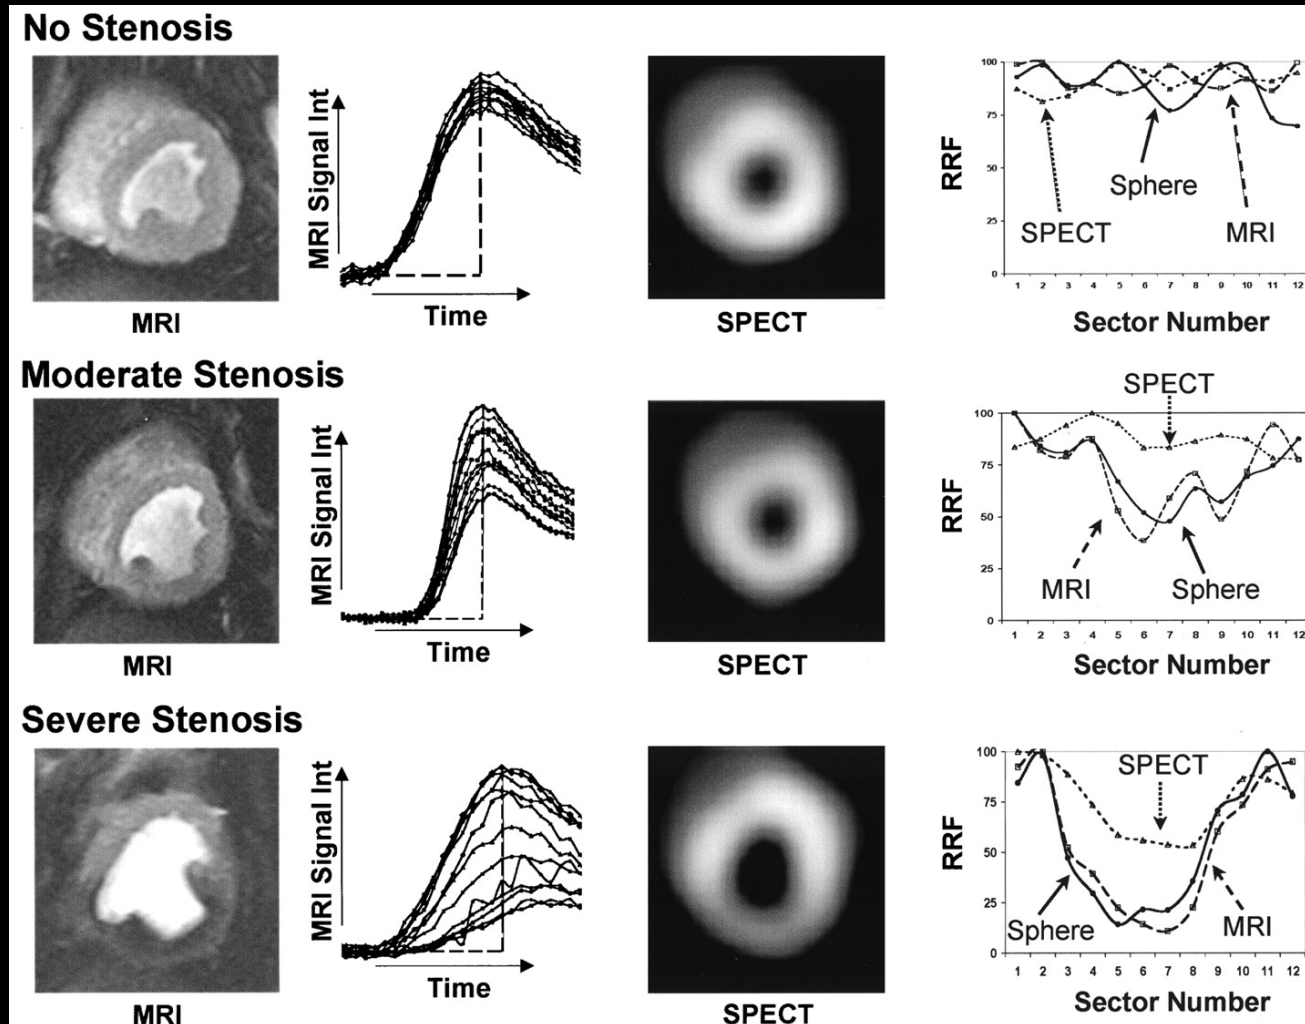 No Stenosis
MRI
MRI Signal Int
Time
SPECT
100
75
50
25
0
RRF
SPECT
Sphere
MRI
1 2 3 4 5 6 7 8 9 10 11 12
Sector Number
Moderate Stenosis
MRI
MRI Signal Int
Time
SPECT
100
75
50
25
0
RRF
SPECT
MRI
Sphere
1 2 3 4 5 6 7 8 9 10 11 12
Sector Number
Severe Stenosis
MRI
MRI Signal Int
Time
SPECT
100
75
50
25
0
RRF
SPECT
Sphere
MRI
1 2 3 4 5 6 7 8 9 10 11 12
Sector Number